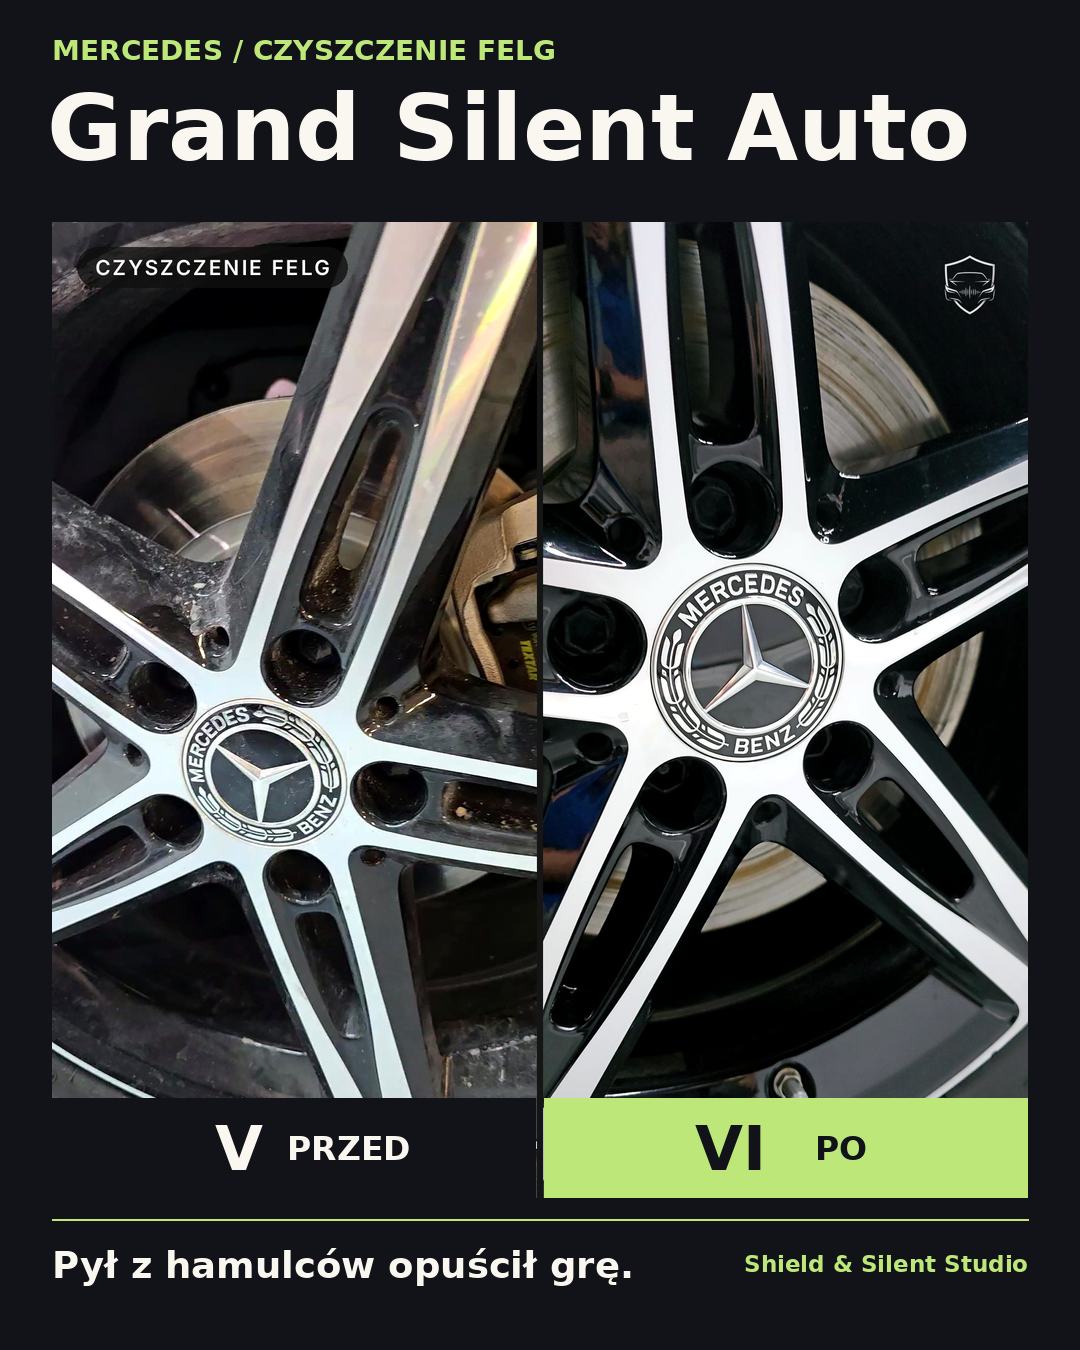 MERCEDES / CZYSZCZENIE FELG
Grand Silent Auto
CZYSZCZENIE FELG
MERCEDES
BENZ
MERCEDES
BENZ
V PRZED
VI PO
Pył z hamulców opuścił grę.
Shield & Silent Studio